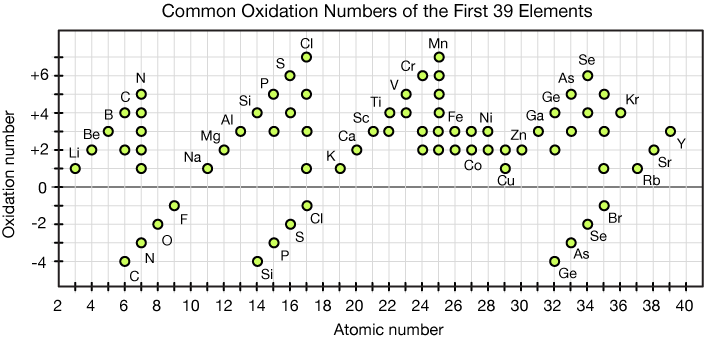 Common Oxidation Numbers of the First 39 Elements
Cl Mn
S Cr Se
+6
N P V As
C Si Ti Ge Kr
+4
B Al Sc Fe Ni Ga Y
Be Mg Ca Zn
+2
Li Na K Co Cu Sr Rb
0
F Cl Br
-2
O S Se
N P As
-4
C Si Ge
2 4 6 8 10 12 14 16 18 20 22 24 26 28 30 32 34 36 38 40
Oxidation number
Atomic number